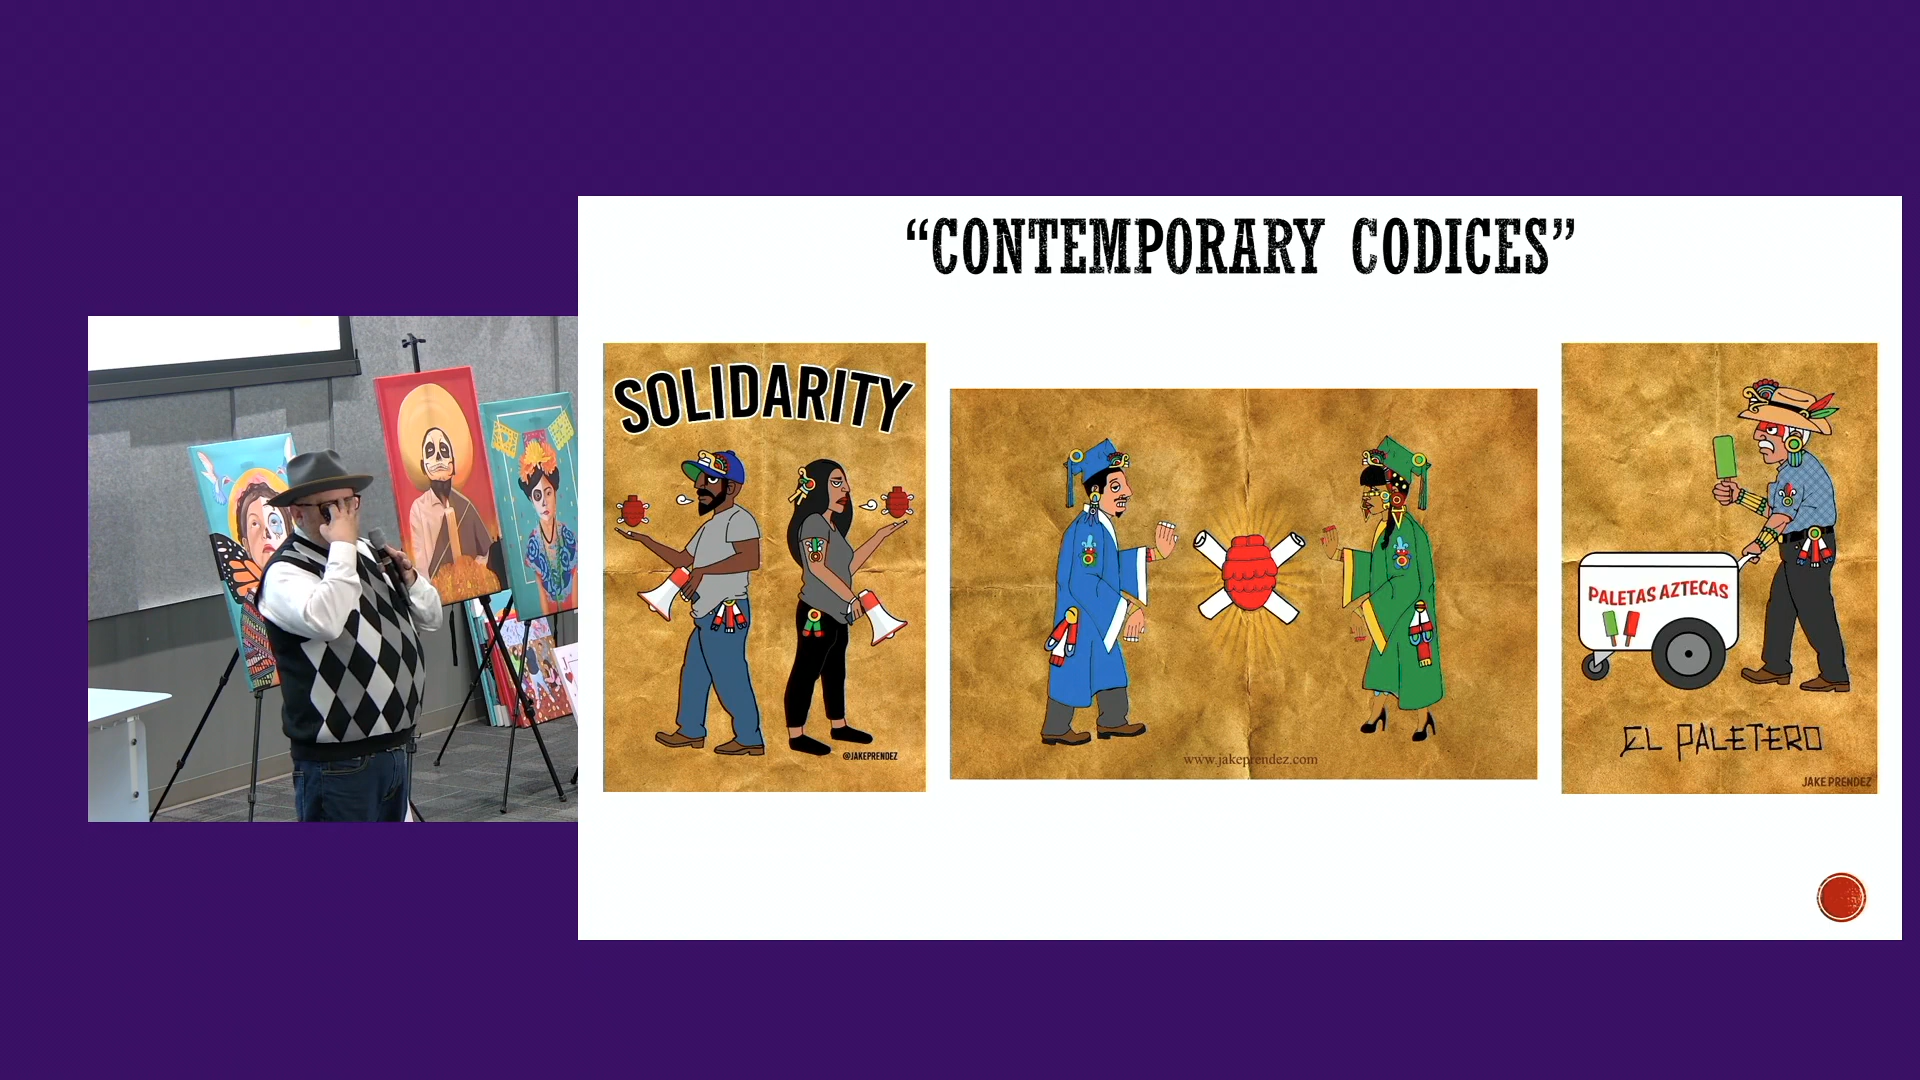 “CONTEMPORARY CODICES”
SOLIDARITY
@JAKEPRENDEZ
www.jakeprendez.com
PALETAS AZTECAS
EL PALETERO
JAKE PRENDEZ